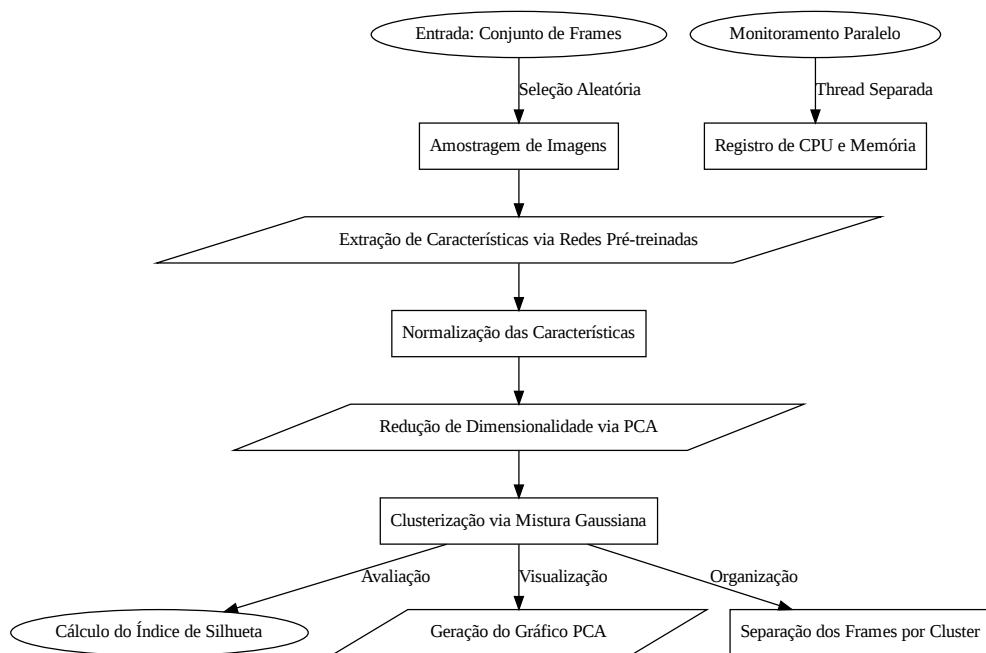 Entrada: Conjunto de Frames
Monitoramento Paralelo
Seleção Aleatória
Thread Separada
Amostragem de Imagens
Registro de CPU e Memória
Extração de Características via Redes Pré-treinadas
Normalização das Características
Redução de Dimensionalidade via PCA
Clusterização via Mistura Gaussiana
Avaliação
Visualização
Organização
Cálculo do Índice de Silhueta
Geração do Gráfico PCA
Separação dos Frames por Cluster